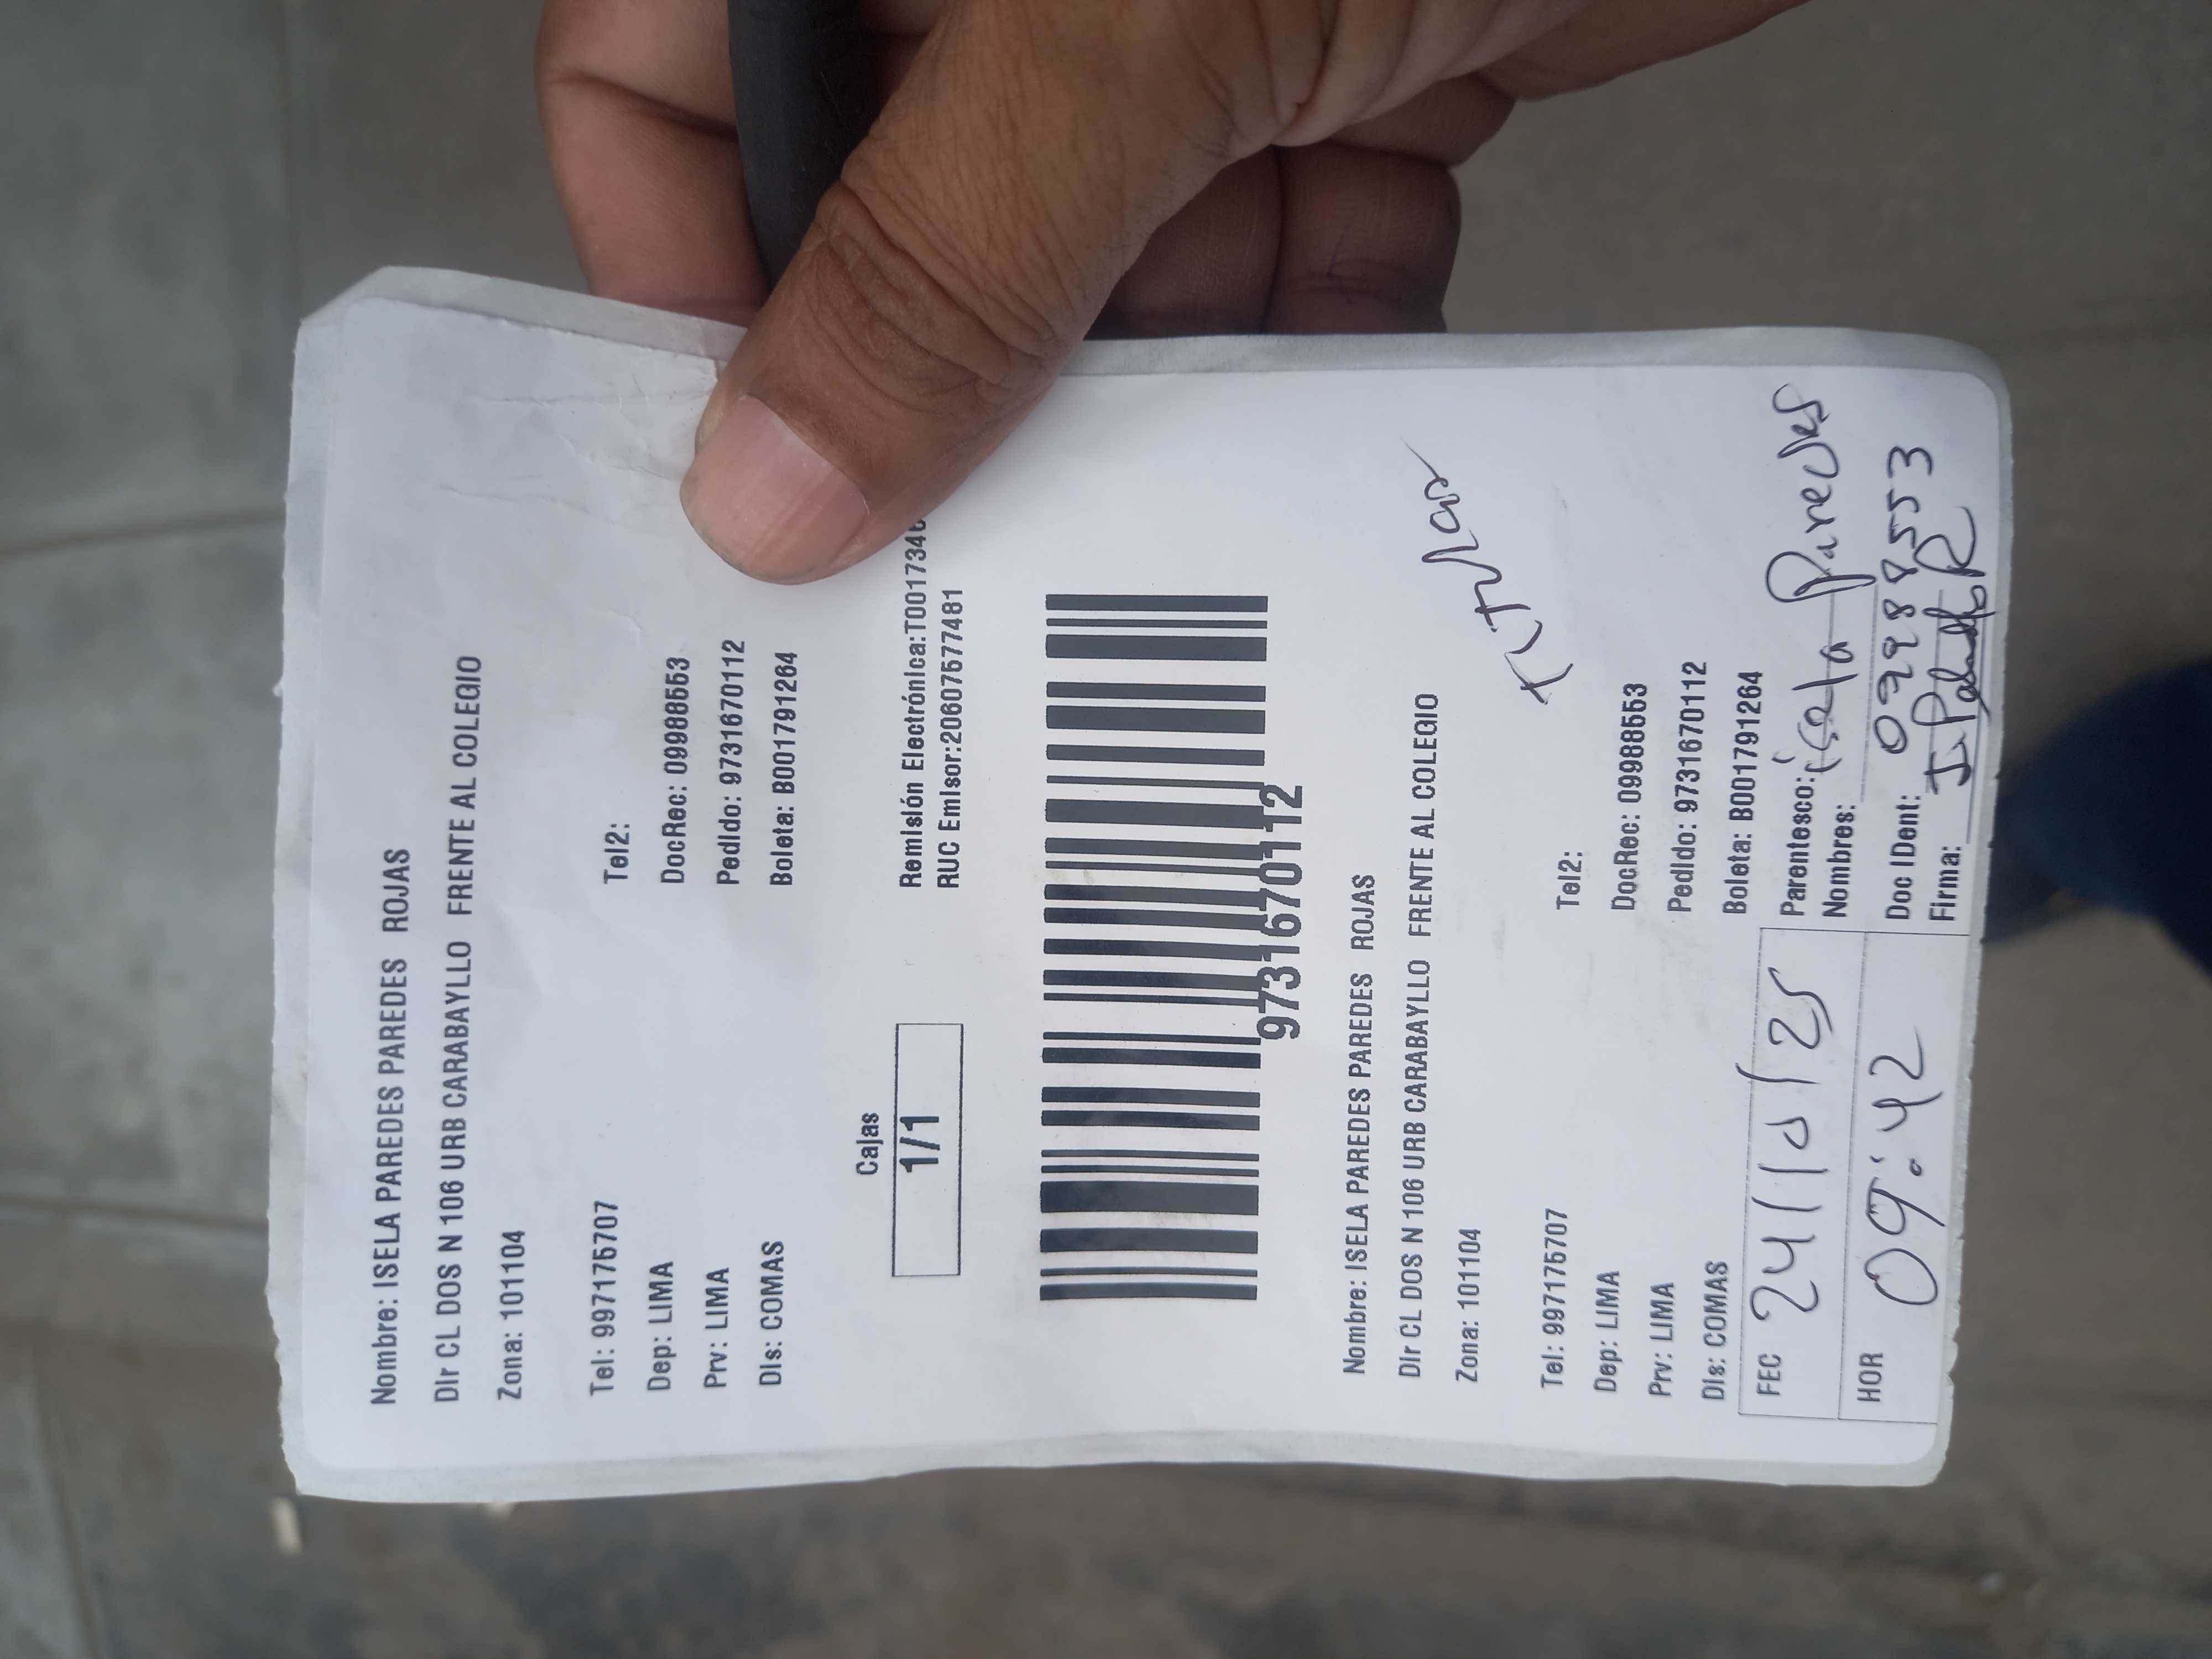 Nombre: ISELA PAREDES PAREDES ROJAS
Dir CL DOS N 106 URB CARABAYLLO FRENTE AL COLEGIO
Zona: 101104
Tel: 997175707 Tel2:
Dep: LIMA DocRec: 09988553
Prv: LIMA Pedido: 9731670112
Dis: COMAS Boleta: B001791264
Cajas
1/1
Remisión Electrónica:T001734
RUC Emisor:20607577481
9731670112
Nombre: ISELA PAREDES PAREDES ROJAS
Dir CL DOS N 106 URB CARABAYLLO FRENTE AL COLEGIO
Zona: 101104
Titular
Tel: 997175707 Tel2:
Dep: LIMA DocRec: 09988553
Prv: LIMA Pedido: 9731670112
Dis: COMAS Boleta: B001791264
FEC 24/10/25 Parentesco:
Nombres: Isela Paredes
HOR 09:42 Doc IDent: 09988553
Firma: